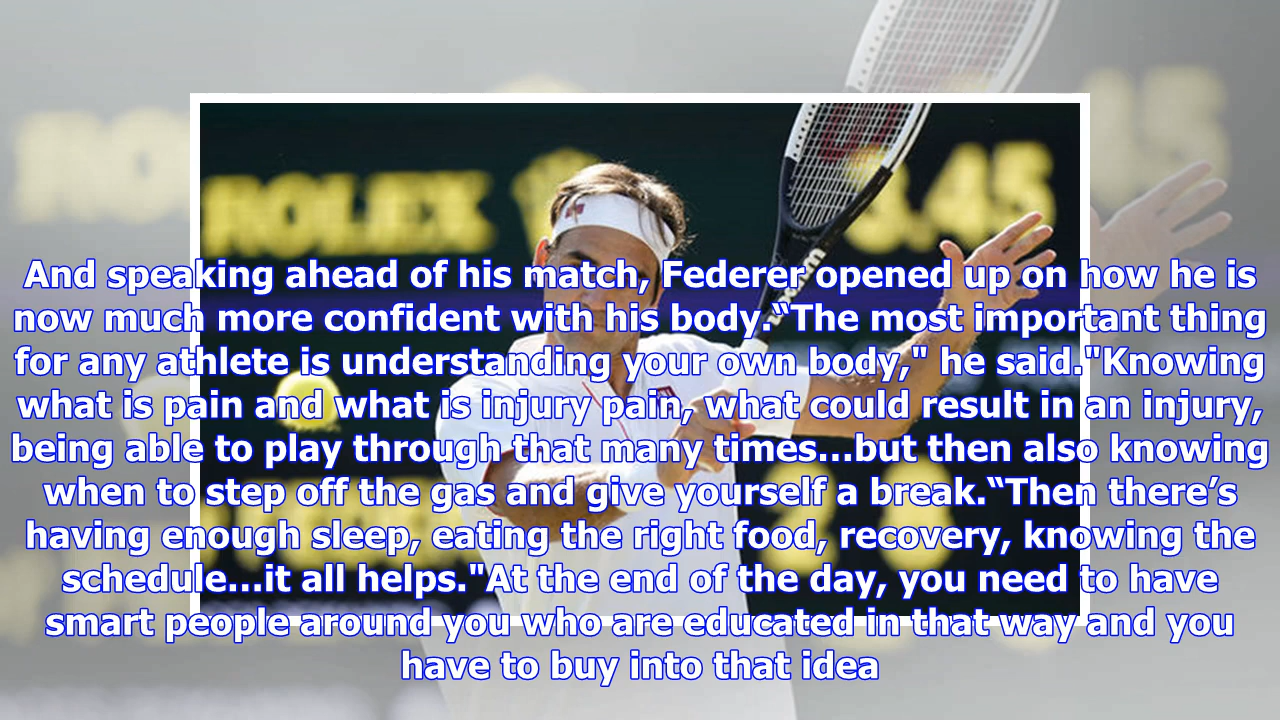 ROLEX
3.45
And speaking ahead of his match, Federer opened up on how he is
now much more confident with his body.“The most important thing
for any athlete is understanding your own body," he said."Knowing
what is pain and what is injury pain, what could result in an injury,
being able to play through that many times...but then also knowing
when to step off the gas and give yourself a break.“Then there’s
having enough sleep, eating the right food, recovery, knowing the
schedule...it all helps."At the end of the day, you need to have
smart people around you who are educated in that way and you
have to buy into that idea